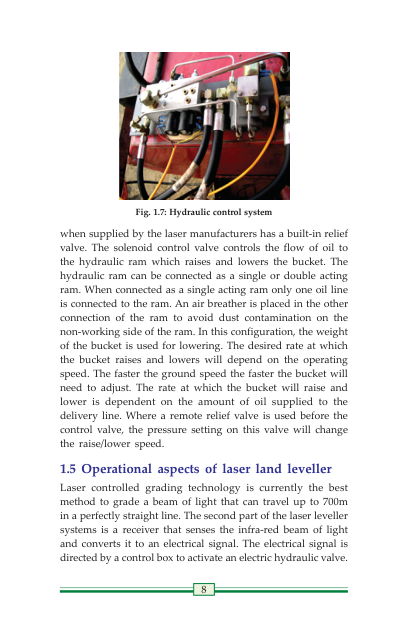 Fig. 1.7: Hydraulic control system
when supplied by the laser manufacturers has a built-in relief
valve. The solenoid control valve controls the flow of oil to
the hydraulic ram which raises and lowers the bucket. The
hydraulic ram can be connected as a single or double acting
ram. When connected as a single acting ram only one oil line
is connected to the ram. An air breather is placed in the other
connection of the ram to avoid dust contamination on the
non-working side of the ram. In this configuration, the weight
of the bucket is used for lowering. The desired rate at which
the bucket raises and lowers will depend on the operating
speed. The faster the ground speed the faster the bucket will
need to adjust. The rate at which the bucket will raise and
lower is dependent on the amount of oil supplied to the
delivery line. Where a remote relief valve is used before the
control valve, the pressure setting on this valve will change
the raise/lower speed.
1.5 Operational aspects of laser land leveller
Laser controlled grading technology is currently the best
method to grade a beam of light that can travel up to 700m
in a perfectly straight line. The second part of the laser leveller
systems is a receiver that senses the infra-red beam of light
and converts it to an electrical signal. The electrical signal is
directed by a control box to activate an electric hydraulic valve.
8